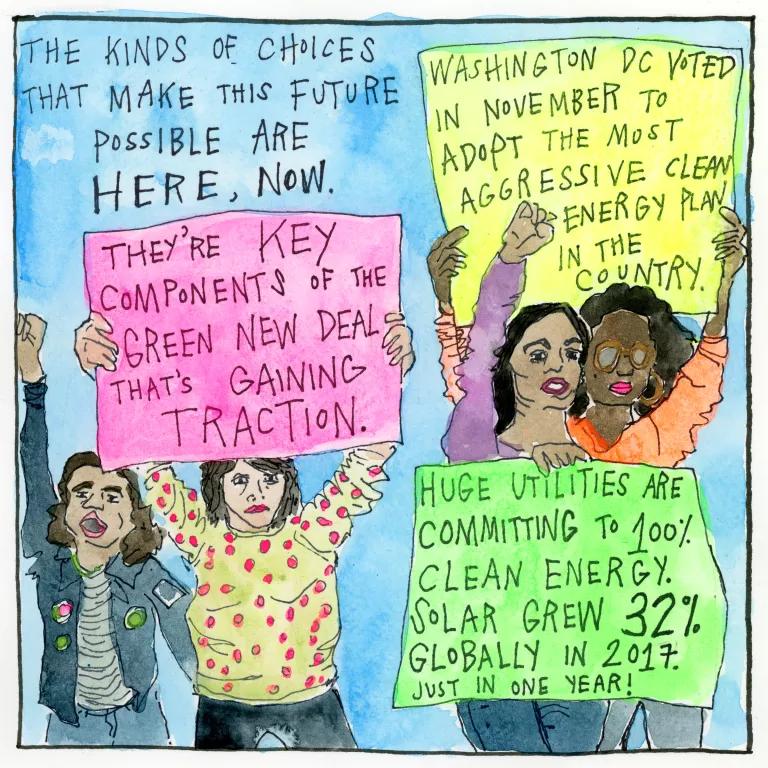 THE KINDS OF CHOICES
THAT MAKE THIS FUTURE
POSSIBLE ARE
HERE, NOW.
THEY'RE KEY
COMPONENTS OF THE
GREEN NEW DEAL
THAT'S GAINING
TRACTION.
WASHINGTON DC VOTED
IN NOVEMBER TO
ADOPT THE MOST
AGGRESSIVE CLEAN
ENERGY PLAN
IN THE
COUNTRY.
HUGE UTILITIES ARE
COMMITTING TO 100%
CLEAN ENERGY.
SOLAR GREW 32%
GLOBALLY IN 2017.
JUST IN ONE YEAR!